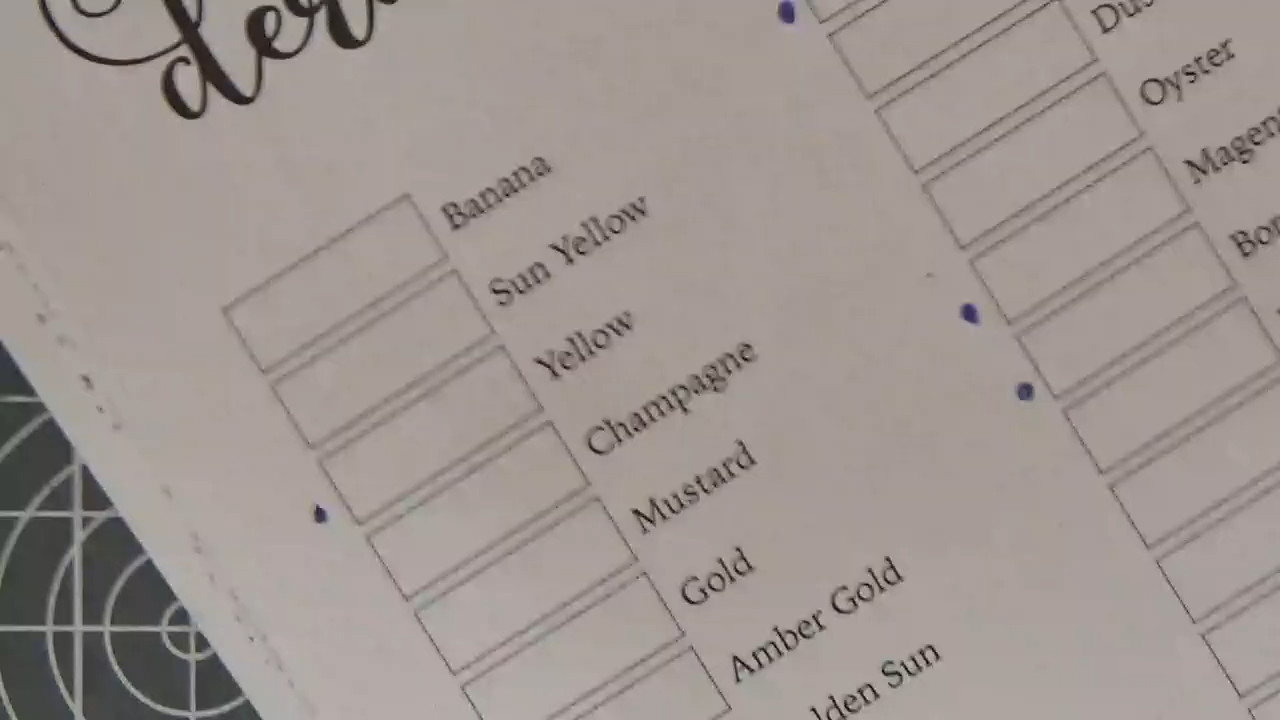 Banana
Sun Yellow
Yellow
Champagne
Mustard
Gold
Amber Gold
Oyster